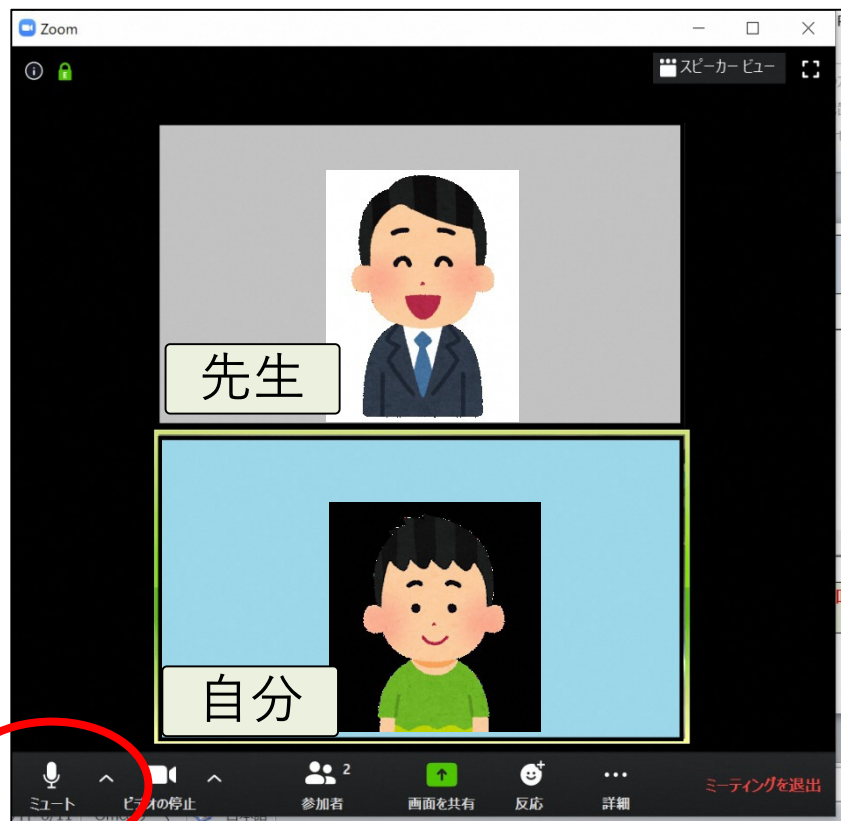 Zoom
スピーカー ビュー
先生
自分
2
ミュート
ビデオの停止
参加者
画面を共有
反応
詳細
ミーティングを退出